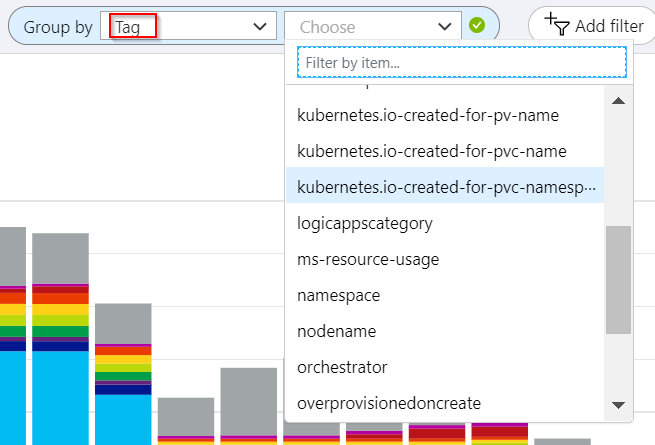 Group by Tag Choose Add filter
Filter by item...
kubernetes.io-created-for-pv-name
kubernetes.io-created-for-pvc-name
kubernetes.io-created-for-pvc-namesp···
logicappscategory
ms-resource-usage
namespace
nodename
orchestrator
overprovisionedoncreate